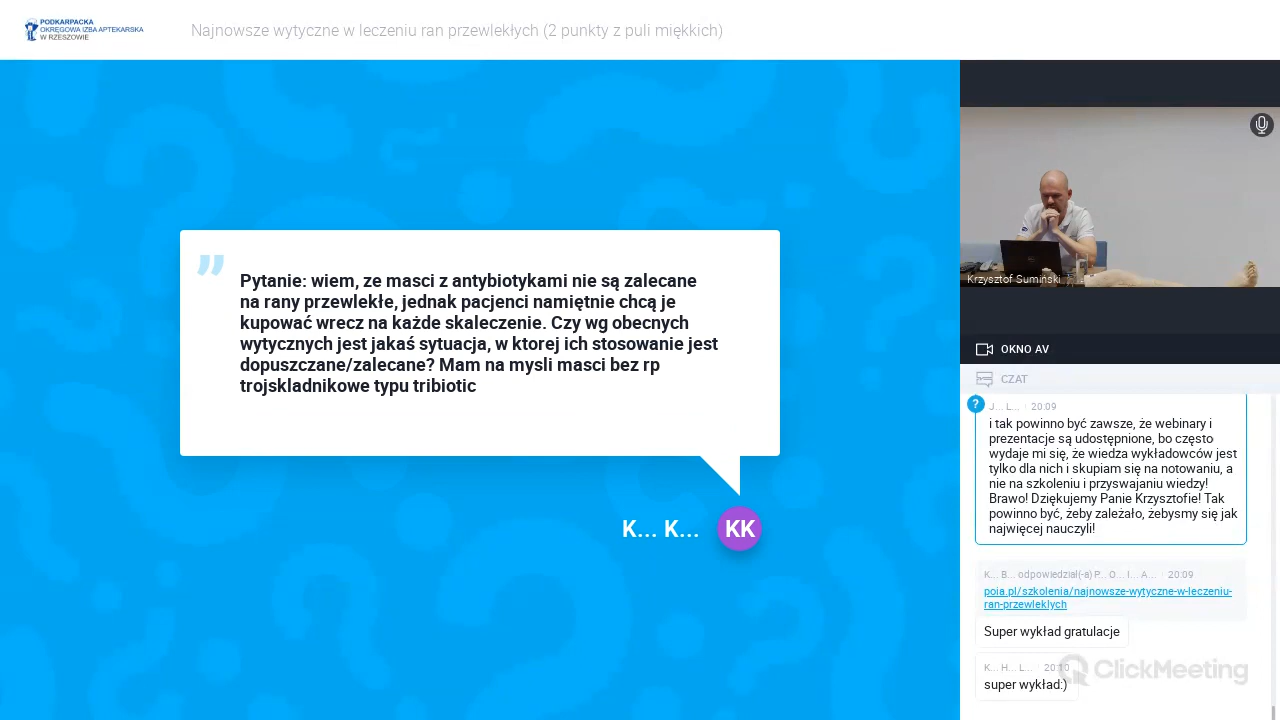 PODKARPACKA
OKRĘGOWA IZBA APTEKARSKA
W RZESZOWIE
Najnowsze wytyczne w leczeniu ran przewlekłych (2 punkty z puli miękkich)
Pytanie: wiem, ze masci z antybiotykami nie są zalecane
na rany przewlekłe, jednak pacjenci namiętnie chcą je
kupować wrecz na każde skaleczenie. Czy wg obecnych
wytycznych jest jakaś sytuacja, w ktorej ich stosowanie jest
dopuszczane/zalecane? Mam na mysli masci bez rp
trojskladnikowe typu tribiotic
K... K...
KK
Krzysztof Sumiński
OKNO AV
CZAT
?
J... L... 20:09
i tak powinno być zawsze, że webinary i
prezentacje są udostępnione, bo często
wydaje mi się, że wiedza wykładowców jest
tylko dla nich i skupiam się na notowaniu, a
nie na szkoleniu i przyswajaniu wiedzy!
Brawo! Dziękujemy Panie Krzysztofie! Tak
powinno być, żeby zależało, żebysmy się jak
najwięcej nauczyli!
K... B... odpowiedział(-a) P... O... I... A... 20:09
poia.pl/szkolenia/najnowsze-wytyczne-w-leczeniu-
ran-przewleklych
Super wykład gratulacje
K... H... L... 20:10
super wykład:)
ClickMeeting